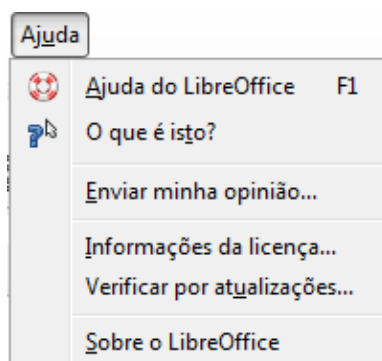 Ajuda
Ajuda do LibreOffice F1
O que é isto?
Enviar minha opinião...
Informações da licença...
Verificar por atualizações...
Sobre o LibreOffice